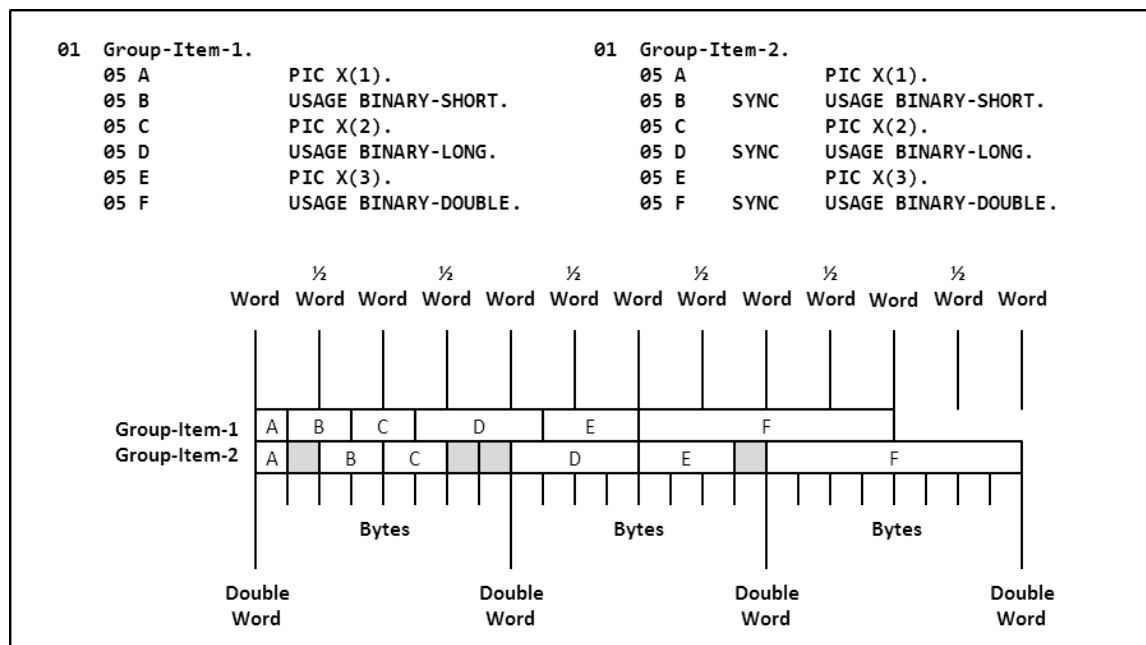 01 Group-Item-1.
05 A PIC X(1).
05 B USAGE BINARY-SHORT.
05 C PIC X(2).
05 D USAGE BINARY-LONG.
05 E PIC X(3).
05 F USAGE BINARY-DOUBLE.
01 Group-Item-2.
05 A PIC X(1).
05 B SYNC USAGE BINARY-SHORT.
05 C PIC X(2).
05 D SYNC USAGE BINARY-LONG.
05 E PIC X(3).
05 F SYNC USAGE BINARY-DOUBLE.
½ ½ ½ ½ ½ ½
Word Word Word Word Word Word Word Word Word Word Word Word Word
Group-Item-1 A B C D E F
Group-Item-2 A B C D E F
Bytes Bytes Bytes
Double Double Double Double
Word Word Word Word